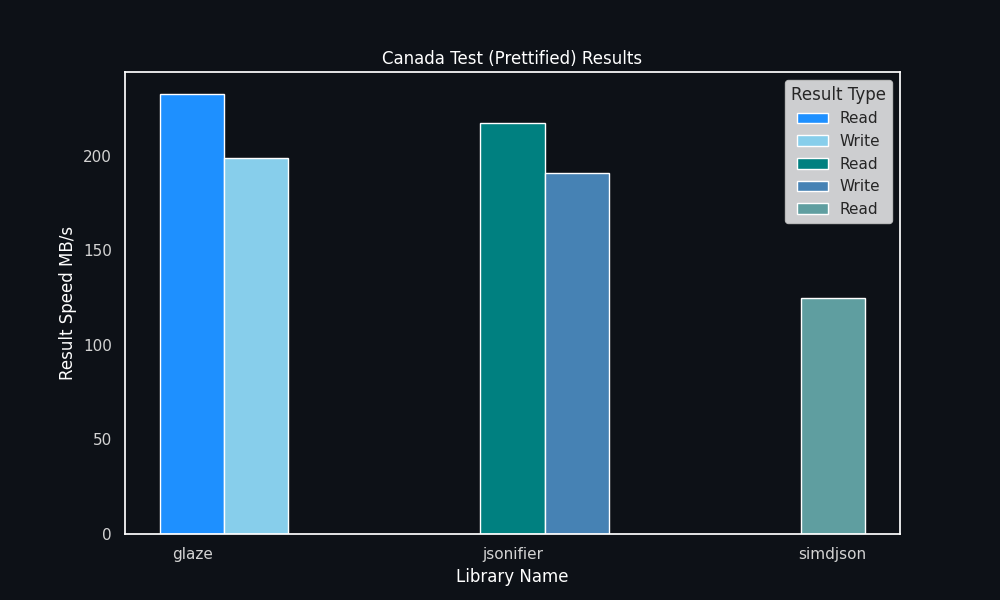 Canada Test (Prettified) Results
Result Type
Read
Write
Read
Write
Read
Result Speed MB/s
200
150
100
50
0
glaze
jsonifier
simdjson
Library Name